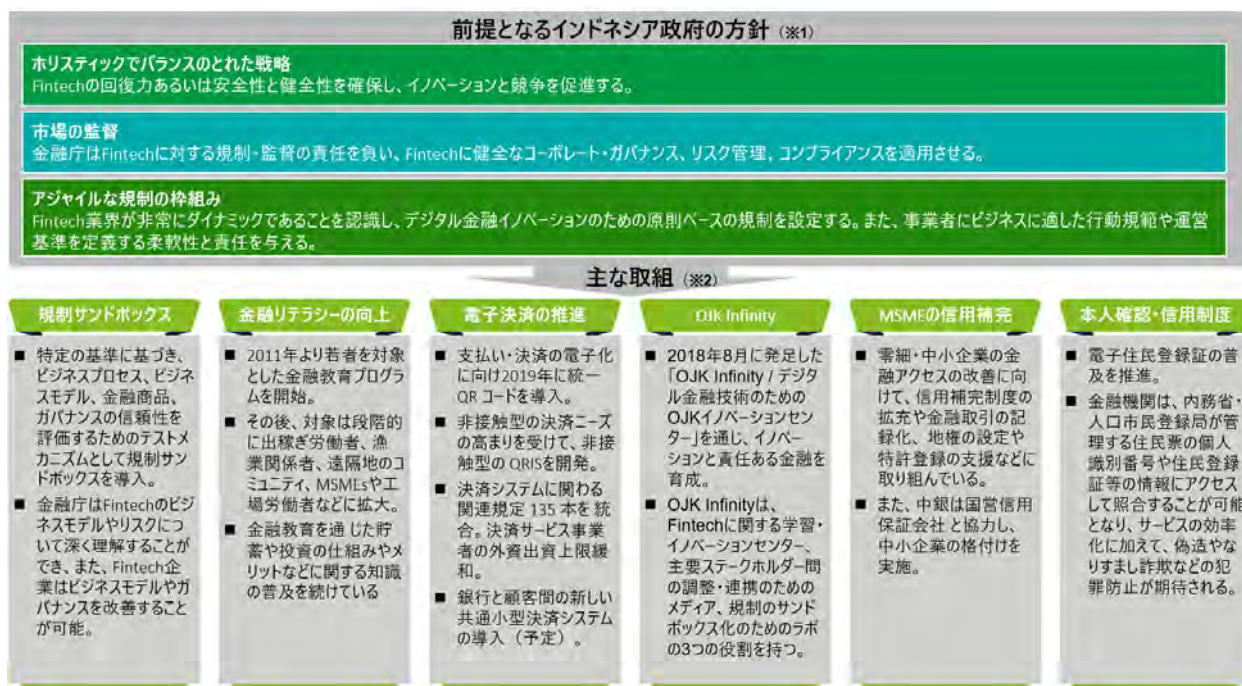 前提となるインドネシア政府の方針 (※1)
ホリスティックでバランスのとれた戦略
Fintechの回復力あるいは安全性と健全性を確保し、イノベーションと競争を促進する。
市場の監督
金融庁はFintechに対する規制・監督の責任を負い、Fintechに健全なコーポレート・ガバナンス、リスク管理、コンプライアンスを適用させる。
アジャイルな規制の枠組み
Fintech業界が非常にダイナミックであることを認識し、デジタル金融イノベーションのための原則ベースの規制を設定する。また、事業者にビジネスに適した行動規範や運営
基準を定義する柔軟性と責任を与える。
主な取組 (※2)
規制サンドボックス
■ 特定の基準に基づき、
ビジネスプロセス、ビジネ
スモデル、金融商品、
ガバナンスの信頼性を
評価するためのテストメ
カニズムとして規制サン
ドボックスを導入。
■ 金融庁はFintechのビジ
ネスモデルやリスクにつ
いて深く理解することが
でき、また、Fintech企
業はビジネスモデルやガ
バナンスを改善すること
が可能。
金融リテラシーの向上
■ 2011年より若者を対象
とした金融教育プログラ
ムを開始。
■ その後、対象は段階的
に出稼ぎ労働者、漁
業関係者、遠隔地のコ
ミュニティ、MSMEsや工
場労働者などに拡大。
■ 金融教育を通じた貯
蓄や投資の仕組みやメ
リットなどに関する知識
の普及を続けている
電子決済の推進
■ 支払い・決済の電子化
に向け2019年に統一
QR コードを導入。
■ 非接触型の決済ニーズ
の高まりを受けて、非接
触型の QRISを開発。
■ 決済システムに関わる
関連規定 135 本を統
合。決済サービス事業
者の外資出資上限緩
和。
■ 銀行と顧客間の新しい
共通小型決済システム
の導入（予定）。
OJK Infinity
■ 2018年8月に発足した
「OJK Infinity / デジタ
ル金融技術のための
OJKイノベーションセン
ター」を通じ、イノベー
ションと責任ある金融を
育成。
■ OJK Infinityは、
Fintechに関する学習・
イノベーションセンター、
主要ステークホルダー間
の調整・連携のための
メディア、規制のサンド
ボックス化のためのラボ
の3つの役割を持つ。
MSMEの信用補完
■ 零細・中小企業の金
融アクセスの改善に向
けて、信用補完制度の
拡充や金融取引の記
録化、地権の設定や
特許登録の支援などに
取り組んでいる。
■ また、中銀は国営信用
保証会社と協力し、
中小企業の格付けを
実施。
本人確認・信用制度
■ 電子住民登録証の普
及を推進。
■ 金融機関は、内務省・
人口市民登録局が管
理する住民票の個人
識別番号や住民登録
証等の情報にアクセス
して照合することが可能
となり、サービスの効率
化に加えて、偽造やな
りすまし詐欺などの犯
罪防止が期待される。